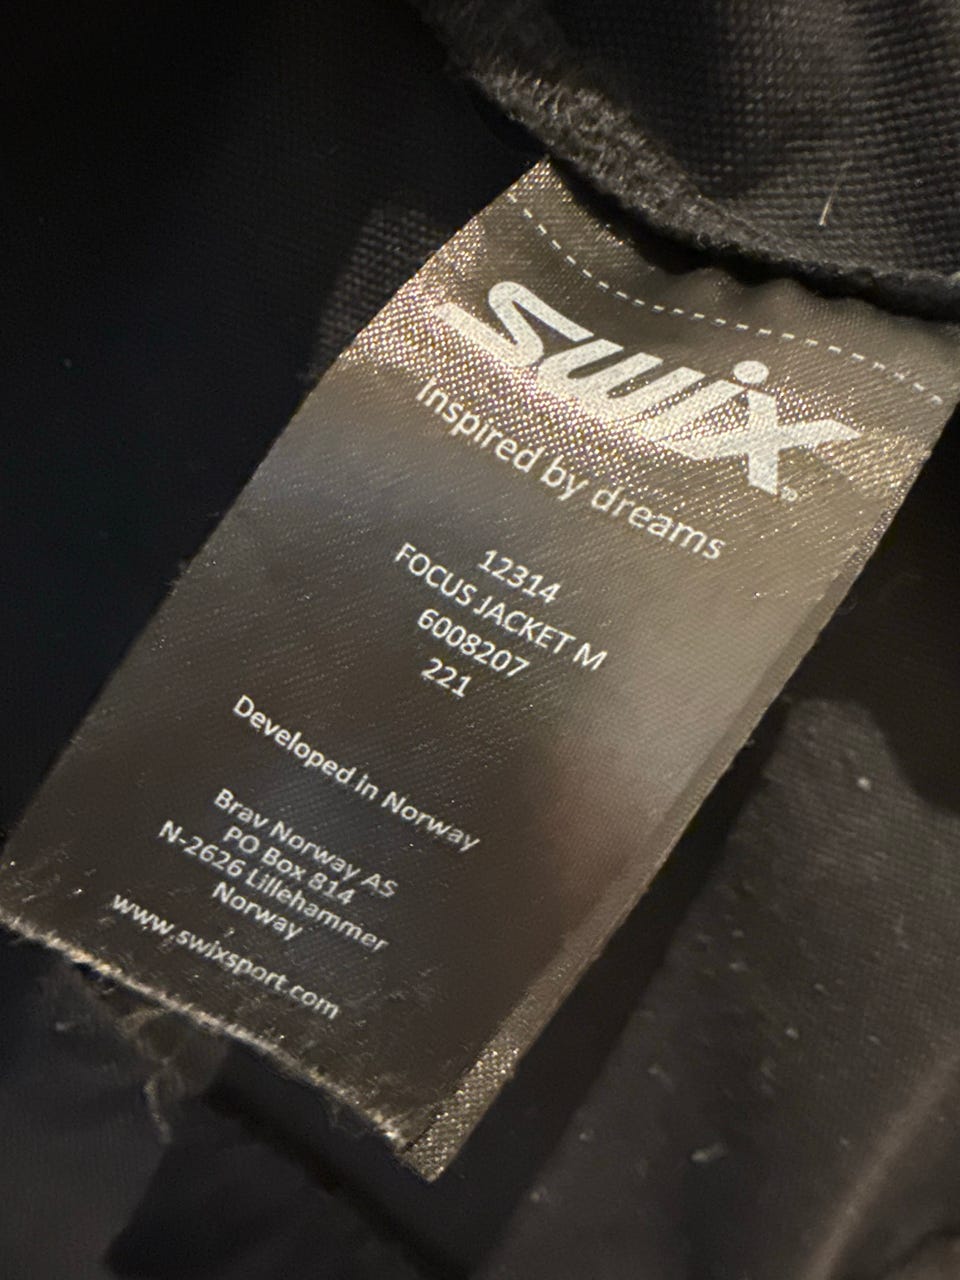 swix™
Inspired by dreams
12314
FOCUS JACKET M
6008207
221
Developed in Norway
Brav Norway AS
PO Box 814
N-2626 Lillehammer
Norway
www.swixsport.com